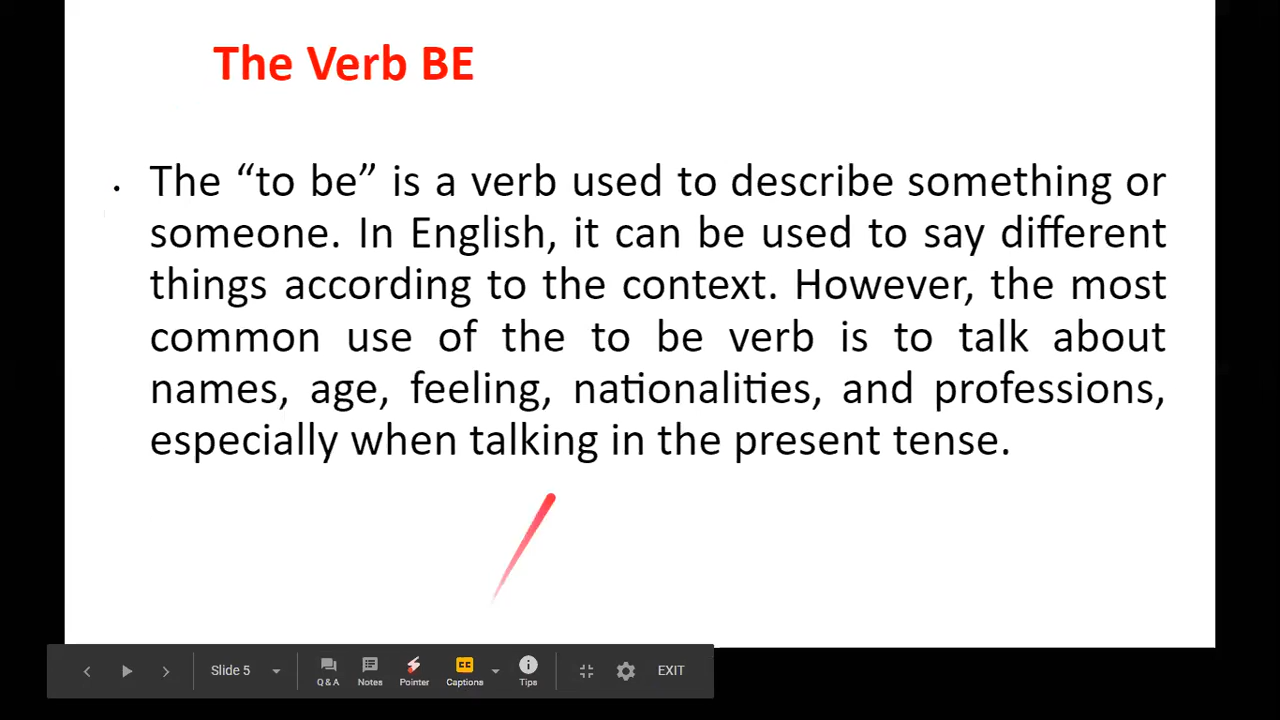 The Verb BE
• The “to be” is a verb used to describe something or
someone. In English, it can be used to say different
things according to the context. However, the most
common use of the to be verb is to talk about
names, age, feeling, nationalities, and professions,
especially when talking in the present tense.
Slide 5
CC
Q & A Notes Pointer Captions Tips EXIT